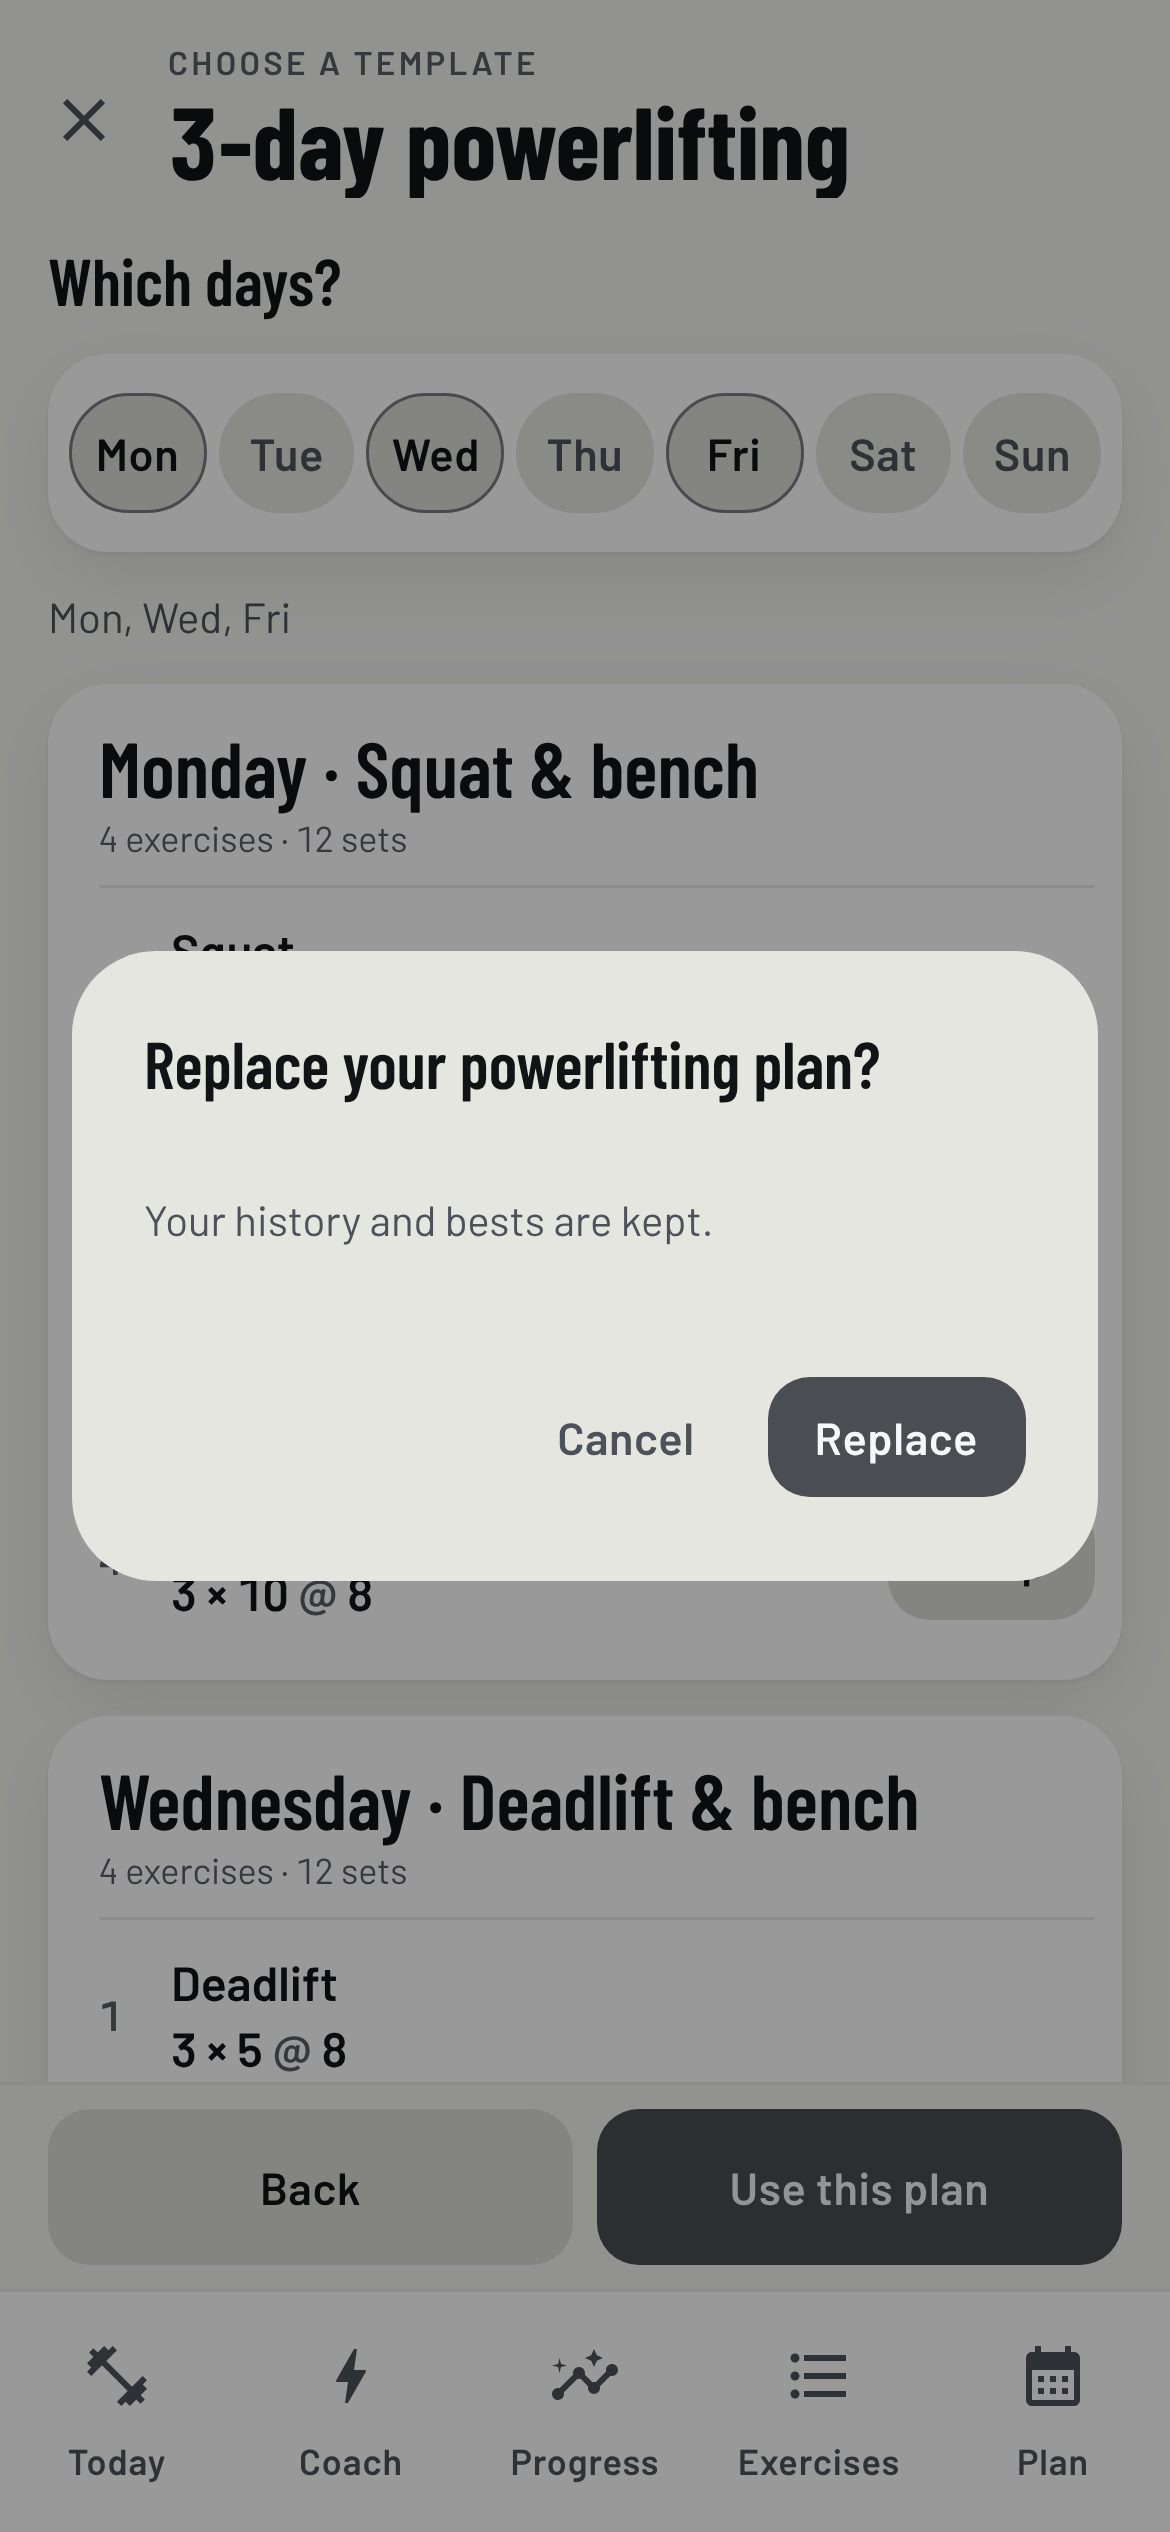 CHOOSE A TEMPLATE
3-day powerlifting
Which days?
Mon Tue Wed Thu Fri Sat Sun
Mon, Wed, Fri
Monday · Squat & bench
4 exercises · 12 sets
Squat
Replace your powerlifting plan?
Your history and bests are kept.
Cancel Replace
3 × 10 @ 8
Wednesday · Deadlift & bench
4 exercises · 12 sets
Deadlift
1
3 × 5 @ 8
Back Use this plan
Today Coach Progress Exercises Plan